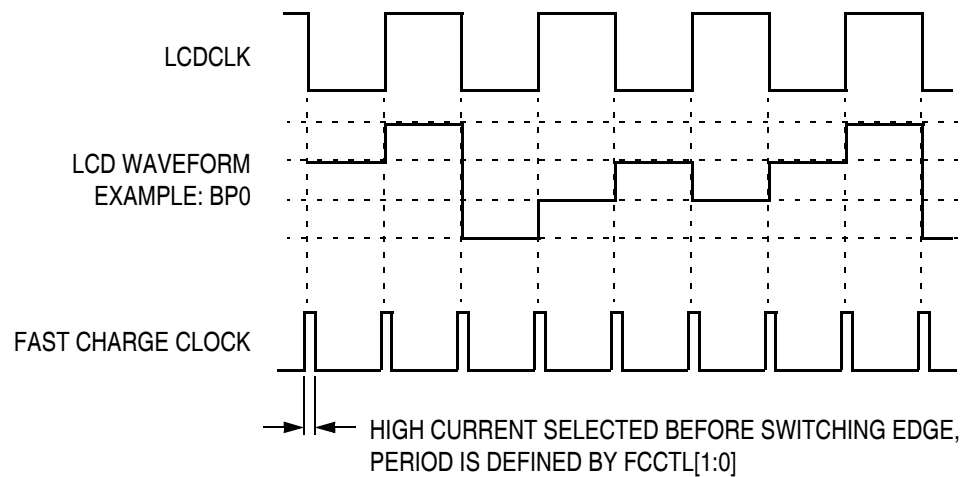 LCDCLK
LCD WAVEFORM
EXAMPLE: BP0
FAST CHARGE CLOCK
HIGH CURRENT SELECTED BEFORE SWITCHING EDGE,
PERIOD IS DEFINED BY FCCTL[1:0]